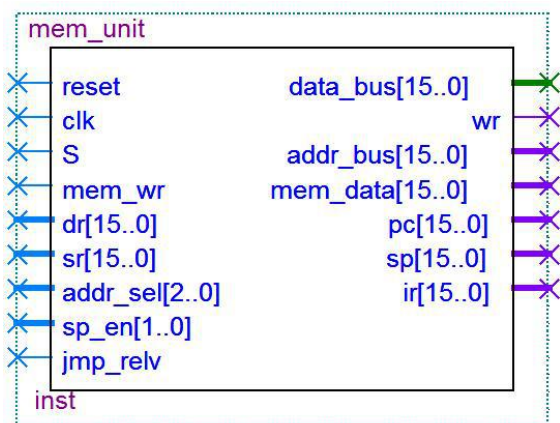 mem_unit
reset
clk
S
mem_wr
dr[15..0]
sr[15..0]
addr_sel[2..0]
sp_en[1..0]
jmp_relv
data_bus[15..0]
wr
addr_bus[15..0]
mem_data[15..0]
pc[15..0]
sp[15..0]
ir[15..0]
inst